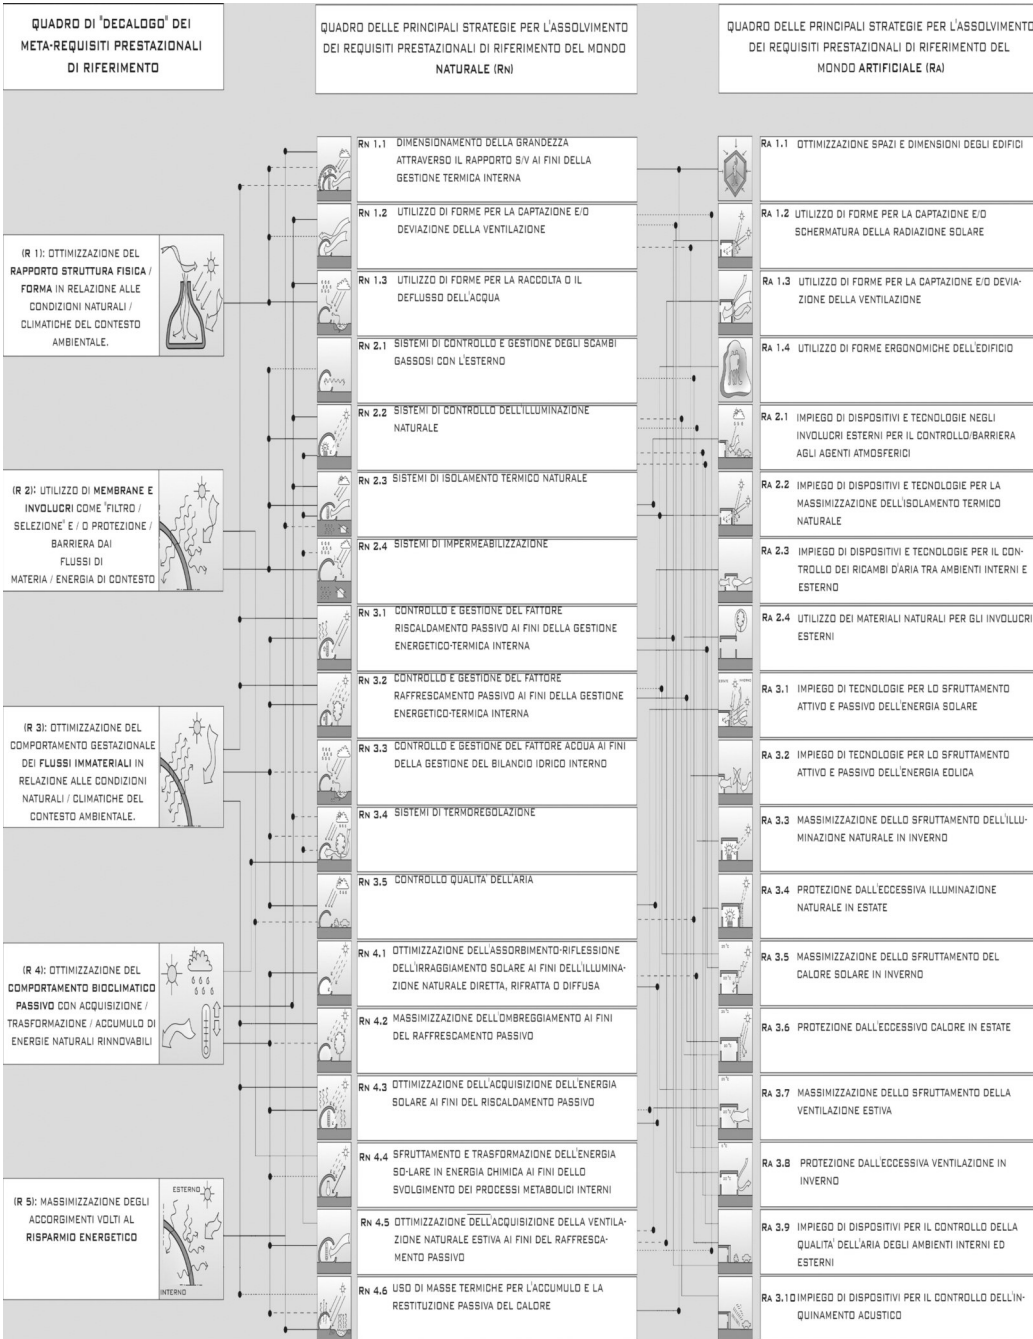 QUADRO DI "DECALOGO" DEI
META-REQUISITI PRESTAZIONALI
DI RIFERIMENTO
QUADRO DELLE PRINCIPALI STRATEGIE PER L'ASSOLVIMENTO
DEI REQUISITI PRESTAZIONALI DI RIFERIMENTO DEL MONDO
NATURALE (RN)
QUADRO DELLE PRINCIPALI STRATEGIE PER L'ASSOLVIMENTO
DEI REQUISITI PRESTAZIONALI DI RIFERIMENTO DEL
MONDO ARTIFICIALE (RA)
(R 1): OTTIMIZZAZIONE DEL
RAPPORTO STRUTTURA FISICA /
FORMA IN RELAZIONE ALLE
CONDIZIONI NATURALI /
CLIMATICHE DEL CONTESTO
AMBIENTALE.
(R 2): UTILIZZO DI MEMBRANE E
INVOLUCRI COME "FILTRO /
SELEZIONE" E / O PROTEZIONE /
BARRIERA DAI
FLUSSI DI
MATERIA / ENERGIA DI CONTESTO
(R 3): OTTIMIZZAZIONE DEL
COMPORTAMENTO GESTAZIONALE
DEI FLUSSI IMMATERIALI IN
RELAZIONE ALLE CONDIZIONI
NATURALI / CLIMATICHE DEL
CONTESTO AMBIENTALE.
(R 4): OTTIMIZZAZIONE DEL
COMPORTAMENTO BIOCLIMATICO
PASSIVO CON ACQUISIZIONE /
TRASFORMAZIONE / ACCUMULO DI
ENERGIE NATURALI RINNOVABILI
(R 5): MASSIMIZZAZIONE DEGLI
ACCORGIMENTI VOLTI AL
RISPARMIO ENERGETICO
ESTERNO
INTERNO
RN 1.1 DIMENSIONAMENTO DELLA GRANDEZZA
ATTRAVERSO IL RAPPORTO S/V AI FINI DELLA
GESTIONE TERMICA INTERNA
RN 1.2 UTILIZZO DI FORME PER LA CAPTAZIONE E/O
DEVIAZIONE DELLA VENTILAZIONE
RN 1.3 UTILIZZO DI FORME PER LA RACCOLTA O IL
DEFLUSSO DELL'ACQUA
RN 2.1 SISTEMI DI CONTROLLO E GESTIONE DEGLI SCAMBI
GASSOSI CON L'ESTERNO
RN 2.2 SISTEMI DI CONTROLLO DELL'ILLUMINAZIONE
NATURALE
RN 2.3 SISTEMI DI ISOLAMENTO TERMICO NATURALE
RN 2.4 SISTEMI DI IMPERMEABILIZZAZIONE
RN 3.1 CONTROLLO E GESTIONE DEL FATTORE
RISCALDAMENTO PASSIVO AI FINI DELLA GESTIONE
ENERGETICO-TERMICA INTERNA
RN 3.2 CONTROLLO E GESTIONE DEL FATTORE
RAFFRESCAMENTO PASSIVO AI FINI DELLA GESTIONE
ENERGETICO-TERMICA INTERNA
RN 3.3 CONTROLLO E GESTIONE DEL FATTORE ACQUA AI FINI
DELLA GESTIONE DEL BILANCIO IDRICO INTERNO
RN 3.4 SISTEMI DI TERMOREGOLAZIONE
RN 3.5 CONTROLLO QUALITA' DELL'ARIA
RN 4.1 OTTIMIZZAZIONE DELL'ASSORBIMENTO-RIFLESSIONE
DELL'IRRAGGIAMENTO SOLARE AI FINI DELL'ILLUMINA-
ZIONE NATURALE DIRETTA, RIFRATTA O DIFFUSA
RN 4.2 MASSIMIZZAZIONE DELL'OMBREGGIAMENTO AI FINI
DEL RAFFRESCAMENTO PASSIVO
RN 4.3 OTTIMIZZAZIONE DELL'ACQUISIZIONE DELL'ENERGIA
SOLARE AI FINI DEL RISCALDAMENTO PASSIVO
RN 4.4 SFRUTTAMENTO E TRASFORMAZIONE DELL'ENERGIA
SO-LARE IN ENERGIA CHIMICA AI FINI DELLO
SVOLGIMENTO DEI PROCESSI METABOLICI INTERNI
RN 4.5 OTTIMIZZAZIONE DELL'ACQUISIZIONE DELLA VENTILA-
ZIONE NATURALE ESTIVA AI FINI DEL RAFFRESCA-
MENTO PASSIVO
RN 4.6 USO DI MASSE TERMICHE PER L'ACCUMULO E LA
RESTITUZIONE PASSIVA DEL CALORE
RA 1.1 OTTIMIZZAZIONE SPAZI E DIMENSIONI DEGLI EDIFICI
RA 1.2 UTILIZZO DI FORME PER LA CAPTAZIONE E/O
SCHERMATURA DELLA RADIAZIONE SOLARE
RA 1.3 UTILIZZO DI FORME PER LA CAPTAZIONE E/O DEVIA-
ZIONE DELLA VENTILAZIONE
RA 1.4 UTILIZZO DI FORME ERGONOMICHE DELL'EDIFICIO
RA 2.1 IMPIEGO DI DISPOSITIVI E TECNOLOGIE NEGLI
INVOLUCRI ESTERNI PER IL CONTROLLO/BARRIERA
AGLI AGENTI ATMOSFERICI
RA 2.2 IMPIEGO DI DISPOSITIVI E TECNOLOGIE PER LA
MASSIMIZZAZIONE DELL'ISOLAMENTO TERMICO
NATURALE
RA 2.3 IMPIEGO DI DISPOSITIVI E TECNOLOGIE PER IL CON-
TROLLO DEI RICAMBI D'ARIA TRA AMBIENTI INTERNI E
ESTERNO
RA 2.4 UTILIZZO DEI MATERIALI NATURALI PER GLI INVOLUCRI
ESTERNI
RA 3.1 IMPIEGO DI TECNOLOGIE PER LO SFRUTTAMENTO
ATTIVO E PASSIVO DELL'ENERGIA SOLARE
RA 3.2 IMPIEGO DI TECNOLOGIE PER LO SFRUTTAMENTO
ATTIVO E PASSIVO DELL'ENERGIA EOLICA
RA 3.3 MASSIMIZZAZIONE DELLO SFRUTTAMENTO DELL'ILLU-
MINAZIONE NATURALE IN INVERNO
RA 3.4 PROTEZIONE DALL'ECCESSIVA ILLUMINAZIONE
NATURALE IN ESTATE
RA 3.5 MASSIMIZZAZIONE DELLO SFRUTTAMENTO DEL
CALORE SOLARE IN INVERNO
RA 3.6 PROTEZIONE DALL'ECCESSIVO CALORE IN ESTATE
RA 3.7 MASSIMIZZAZIONE DELLO SFRUTTAMENTO DELLA
VENTILAZIONE ESTIVA
RA 3.8 PROTEZIONE DALL'ECCESSIVA VENTILAZIONE IN
INVERNO
RA 3.9 IMPIEGO DI DISPOSITIVI PER IL CONTROLLO DELLA
QUALITA' DELL'ARIA DEGLI AMBIENTI INTERNI ED
ESTERNI
RA 3.10 IMPIEGO DI DISPOSITIVI PER IL CONTROLLO DELL'IN-
QUINAMENTO ACUSTICO